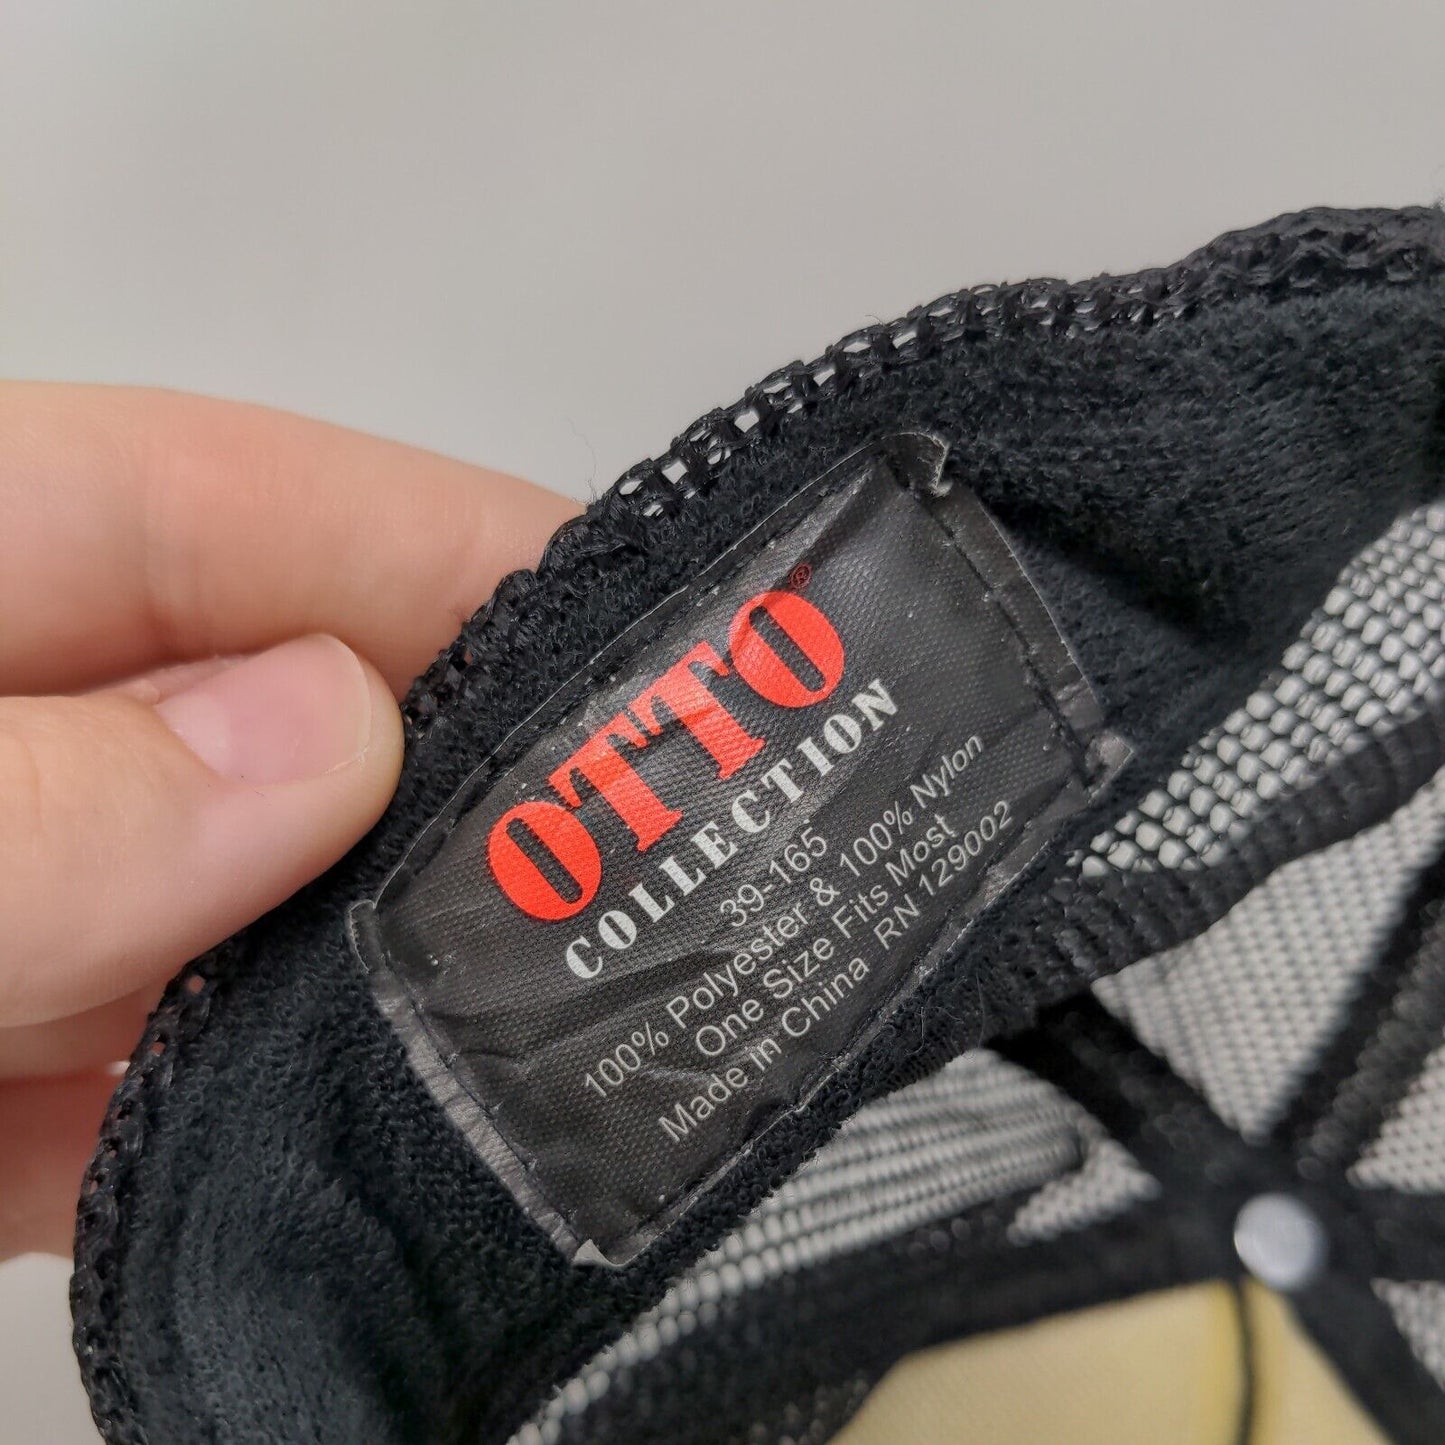 OTTO®
COLLECTION
39-165
100% Polyester & 100% Nylon
One Size Fits Most
Made in China RN 129002